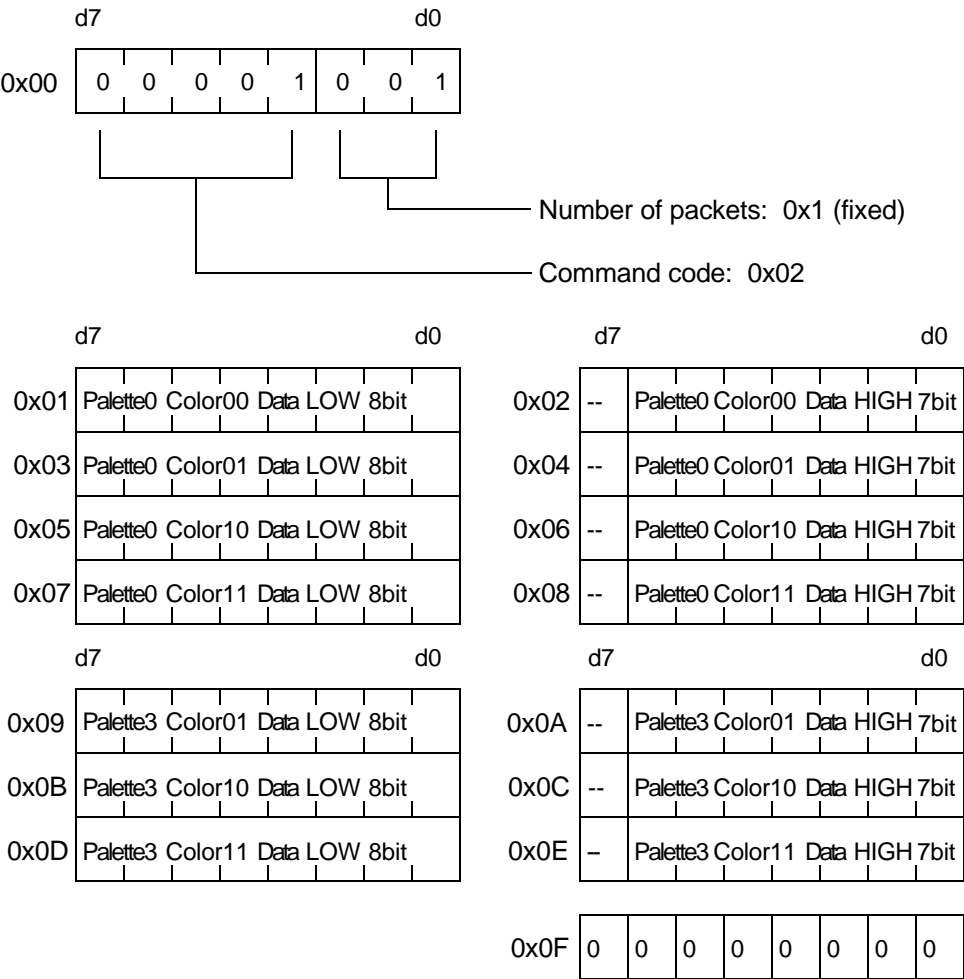 d7 d0
0x00 0 0 0 0 1 0 0 1
Number of packets: 0x1 (fixed)
Command code: 0x02
d7 d0 d7 d0
0x01 Palette0 Color00 Data LOW 8bit 0x02 -- Palette0 Color00 Data HIGH 7bit
0x03 Palette0 Color01 Data LOW 8bit 0x04 -- Palette0 Color01 Data HIGH 7bit
0x05 Palette0 Color10 Data LOW 8bit 0x06 -- Palette0 Color10 Data HIGH 7bit
0x07 Palette0 Color11 Data LOW 8bit 0x08 -- Palette0 Color11 Data HIGH 7bit
d7 d0 d7 d0
0x09 Palette3 Color01 Data LOW 8bit 0x0A -- Palette3 Color01 Data HIGH 7bit
0x0B Palette3 Color10 Data LOW 8bit 0x0C -- Palette3 Color10 Data HIGH 7bit
0x0D Palette3 Color11 Data LOW 8bit 0x0E -- Palette3 Color11 Data HIGH 7bit
0x0F 0 0 0 0 0 0 0 0